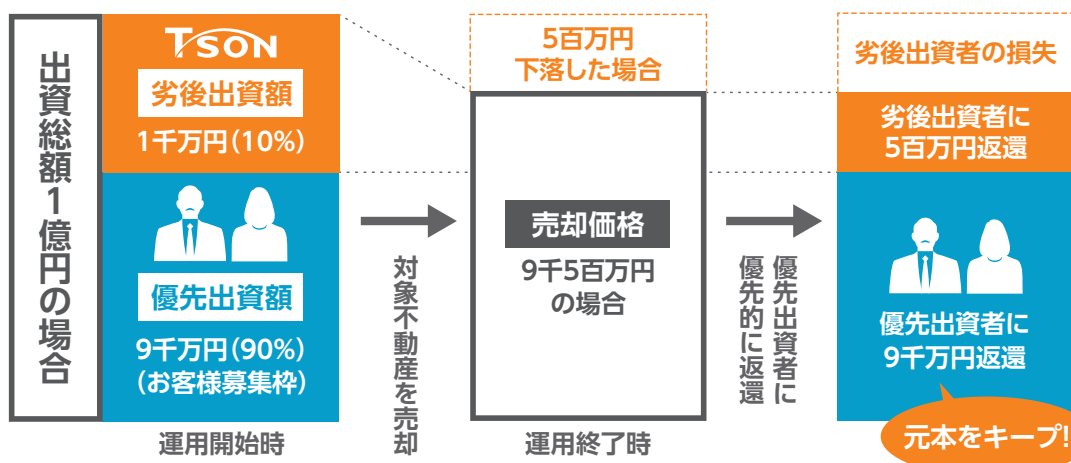 出資総額1億円の場合
TSON
劣後出資額
1千万円(10%)
優先出資額
9千万円(90%)
(お客様募集枠)
運用開始時
対象不動産を売却
5百万円
下落した場合
売却価格
9千5百万円
の場合
運用終了時
優先出資者に
優先的に返還
劣後出資者の損失
劣後出資者に
5百万円返還
優先出資者に
9千万円返還
元本をキープ!